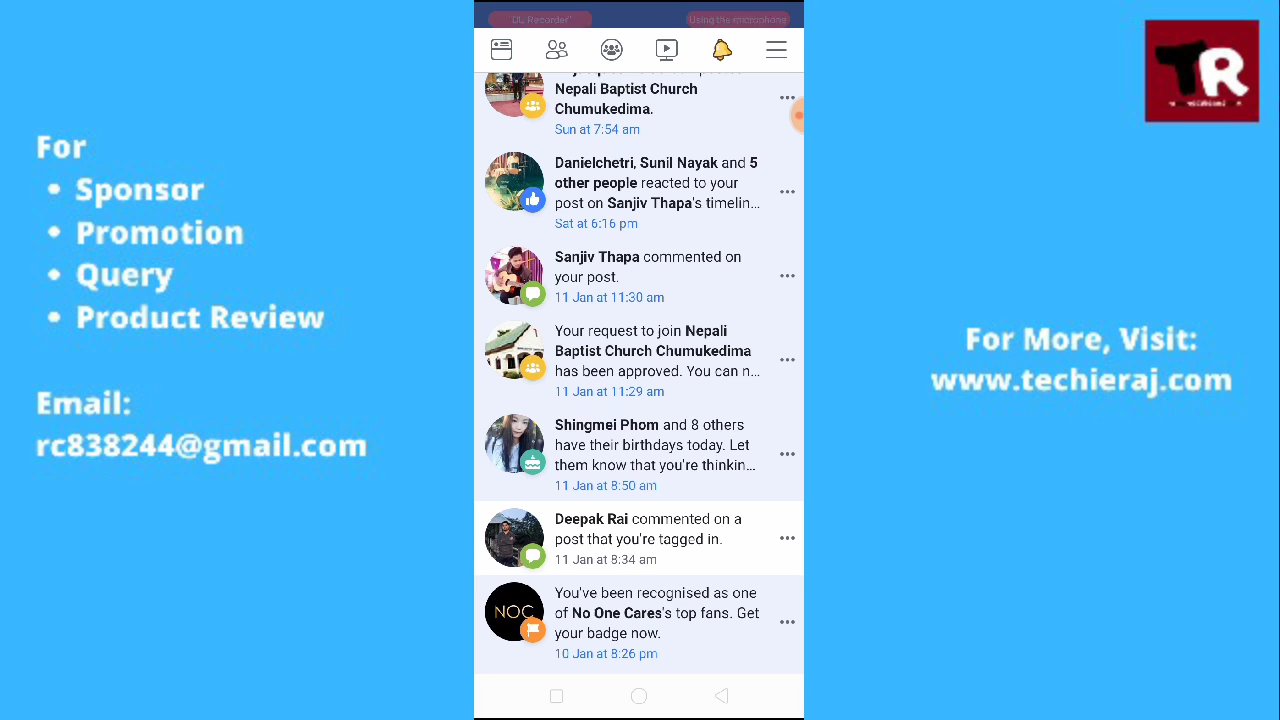 DU Recorder
Using the microphone
Nepali Baptist Church
Chumukedima.
Sun at 7:54 am
Danielchetri, Sunil Nayak and 5
other people reacted to your
post on Sanjiv Thapa's timelin...
Sat at 6:16 pm
Sanjiv Thapa commented on
your post.
11 Jan at 11:30 am
Your request to join Nepali
Baptist Church Chumukedima
has been approved. You can n...
11 Jan at 11:29 am
Shingmei Phom and 8 others
have their birthdays today. Let
them know that you're thinkin...
11 Jan at 8:50 am
Deepak Rai commented on a
post that you're tagged in.
11 Jan at 8:34 am
NOC
You've been recognised as one
of No One Cares's top fans. Get
your badge now.
10 Jan at 8:26 pm
For
• Sponsor
• Promotion
• Query
• Product Review
Email:
rc838244@gmail.com
TR
For More, Visit:
www.techieraj.com